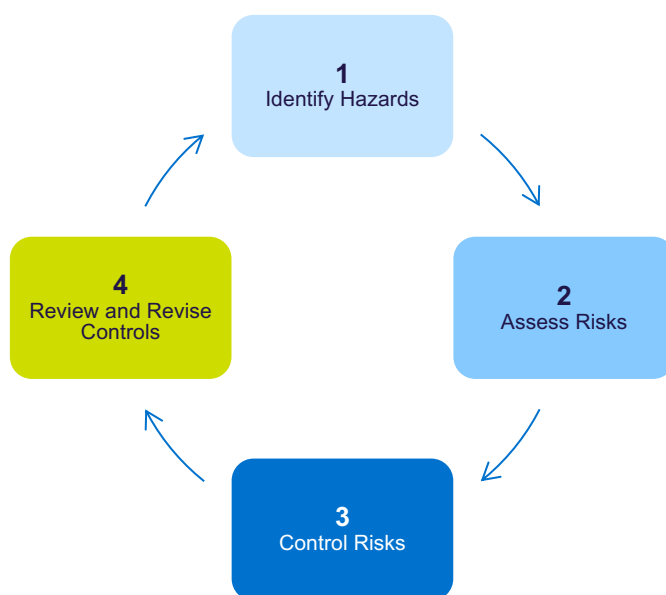 1
Identify Hazards
2
Assess Risks
3
Control Risks
4
Review and Revise
Controls